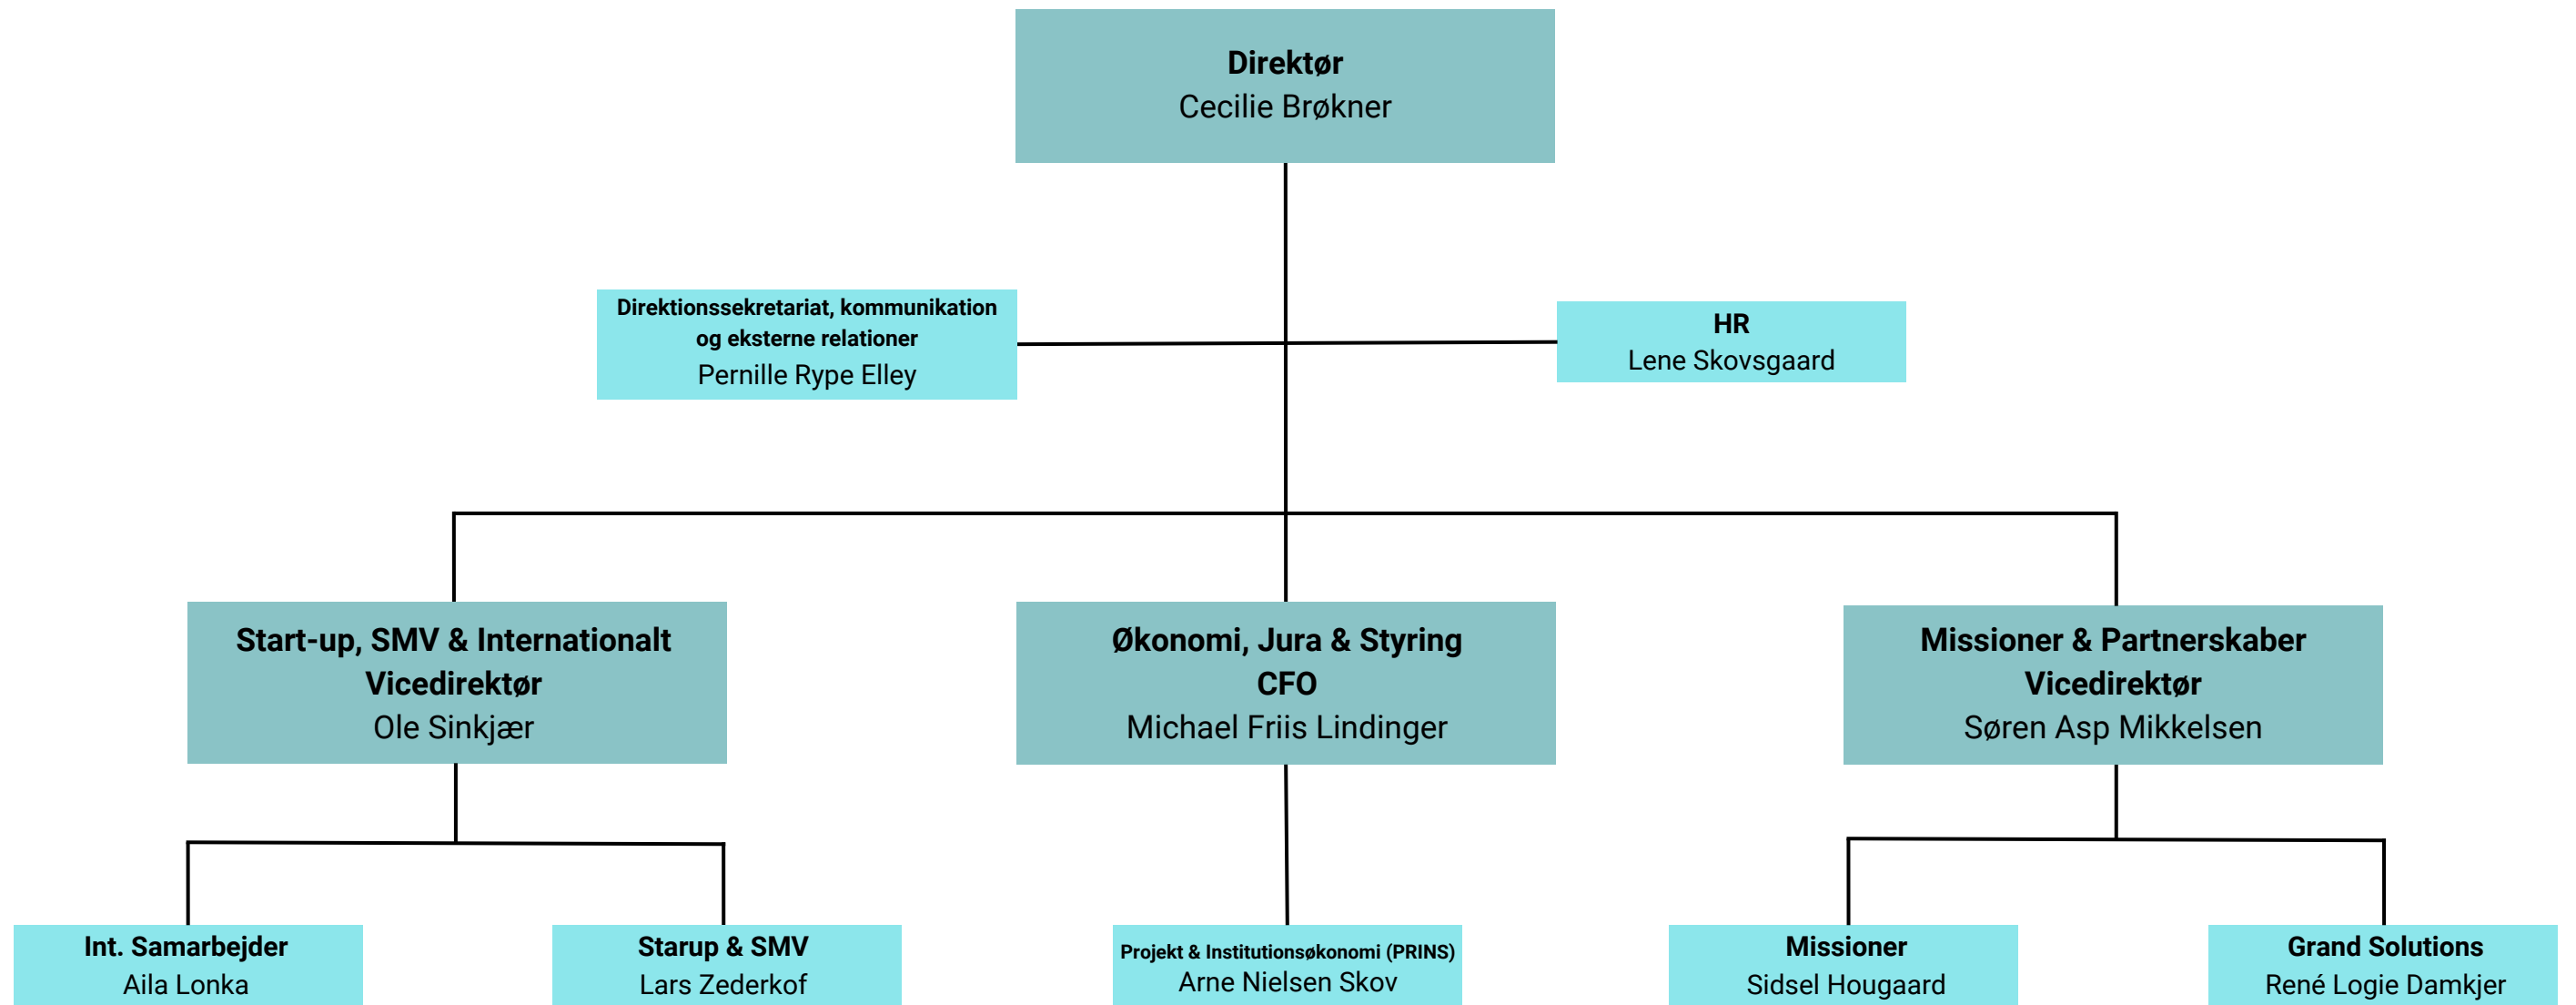 Direktør
Cecilie Brøkner
Direktionssekretariat, kommunikation
og eksterne relationer
Pernille Rype Elley
HR
Lene Skovsgaard
Start-up, SMV & Internationalt
Vicedirektør
Ole Sinkjær
Økonomi, Jura & Styring
CFO
Michael Friis Lindinger
Missioner & Partnerskaber
Vicedirektør
Søren Asp Mikkelsen
Int. Samarbejder
Aila Lonka
Starup & SMV
Lars Zederkof
Projekt & Institutionsøkonomi (PRINS)
Arne Nielsen Skov
Missioner
Sidsel Hougaard
Grand Solutions
René Logie Damkjer